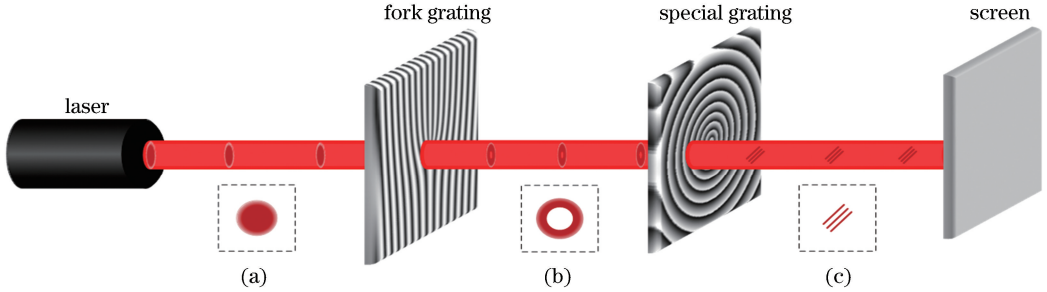 fork grating
special grating
screen
laser
(a)
(b)
(c)